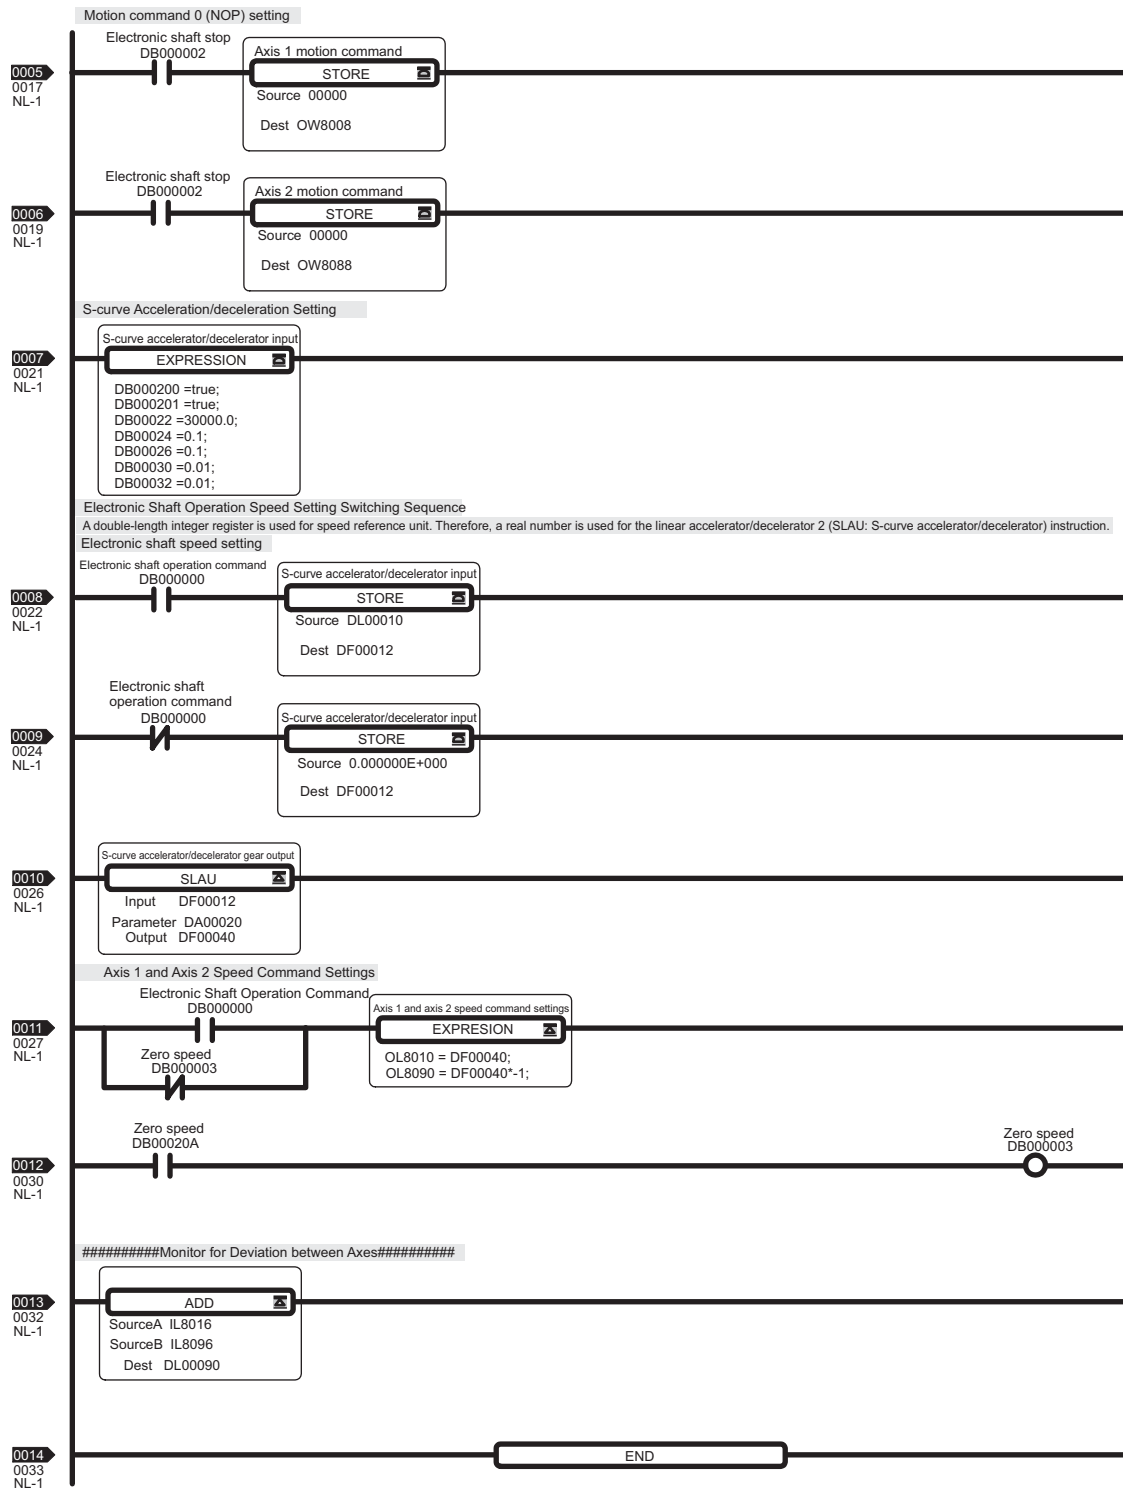 Motion command 0 (NOP) setting
Electronic shaft stop
DB000002
Axis 1 motion command
0005
STORE
0017
NL-1
Source 00000
Dest OW8008
Electronic shaft stop
DB000002
Axis 2 motion command
0006
STORE
0019
NL-1
Source 00000
Dest OW8088
S-curve Acceleration/deceleration Setting
S-curve accelerator/decelerator input
0007
EXPRESSION
0021
NL-1
DB000200 =true;
DB000201 =true;
DB00022 =30000.0;
DB00024 =0.1;
DB00026 =0.1;
DB00030 =0.01;
DB00032 =0.01;
Electronic Shaft Operation Speed Setting Switching Sequence
A double-length integer register is used for speed reference unit. Therefore, a real number is used for the linear accelerator/decelerator 2 (SLAU: S-curve accelerator/decelerator) instruction.
Electronic shaft speed setting
Electronic shaft operation command
DB000000
S-curve accelerator/decelerator input
0008
STORE
0022
NL-1
Source DL00010
Dest DF00012
Electronic shaft
operation command
DB000000
S-curve accelerator/decelerator input
0009
STORE
0024
NL-1
Source 0.000000E+000
Dest DF00012
S-curve accelerator/decelerator gear output
0010
SLAU
0026
NL-1
Input DF00012
Parameter DA00020
Output DF00040
Axis 1 and Axis 2 Speed Command Settings
Electronic Shaft Operation Command
DB000000
Axis 1 and axis 2 speed command settings
0011
EXPRESION
0027
NL-1
OL8010 = DF00040;
OL8090 = DF00040*-1;
Zero speed
DB000003
Zero speed
DB00020A
Zero speed
DB000003
0012
0030
NL-1
##########Monitor for Deviation between Axes##########
0013
ADD
0032
NL-1
SourceA IL8016
SourceB IL8096
Dest DL00090
0014
END
0033
NL-1